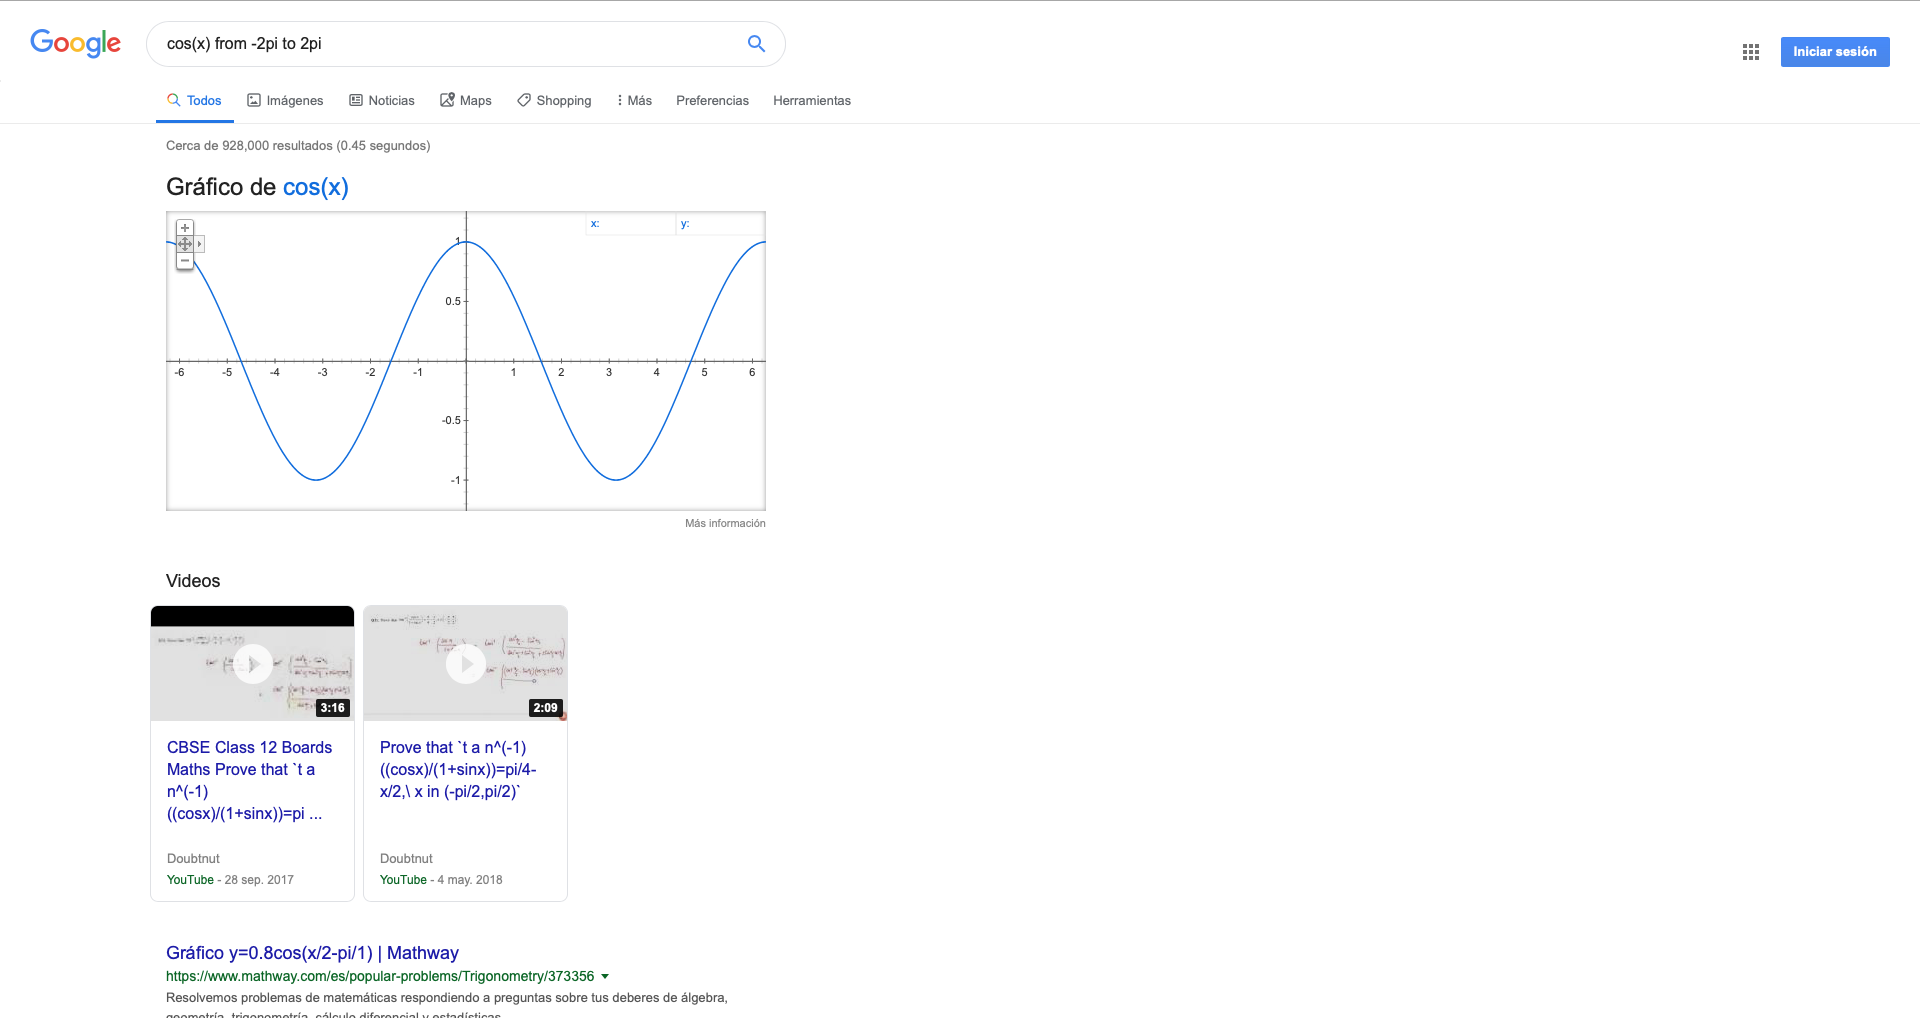 Google
cos(x) from -2pi to 2pi
Iniciar sesión
Todos Imágenes Noticias Maps Shopping Más Preferencias Herramientas
Cerca de 928,000 resultados (0.45 segundos)
Gráfico de cos(x)
x: y:
1
0.5
-6 -5 -4 -3 -2 -1 1 2 3 4 5 6
-0.5
-1
Más información
Videos
3:16
2:09
CBSE Class 12 Boards
Maths Prove that `t a
n^(-1)
((cosx)/(1+sinx))=pi ...
Doubtnut
YouTube - 28 sep. 2017
Prove that `t a n^(-1)
((cosx)/(1+sinx))=pi/4-
x/2,\ x in (-pi/2,pi/2)`
Doubtnut
YouTube - 4 may. 2018
Gráfico y=0.8cos(x/2-pi/1) | Mathway
https://www.mathway.com/es/popular-problems/Trigonometry/373356
Resolvemos problemas de matemáticas respondiendo a preguntas sobre tus deberes de álgebra,
geometría, trigonometría, cálculo diferencial y estadísticas